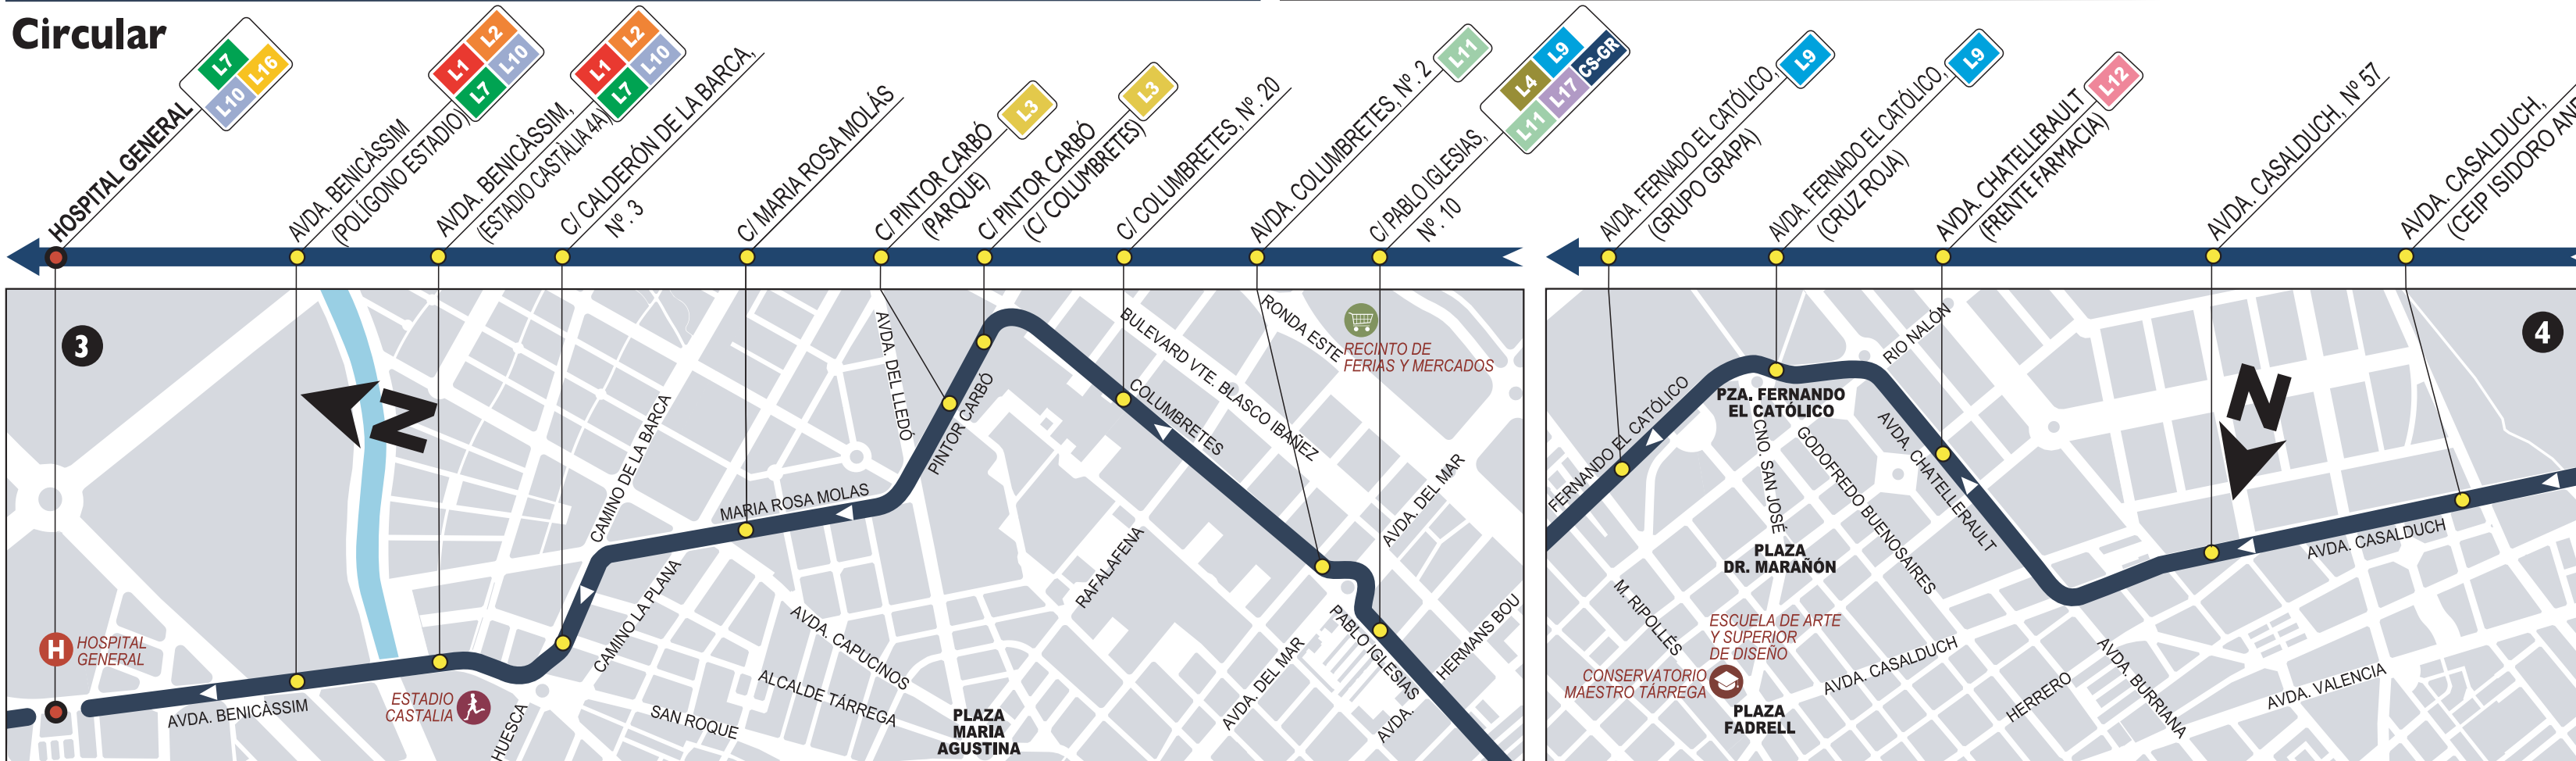 Circular
HOSPITAL GENERAL
L7
L16
L10
AVDA. BENICÀSSIM
(POLÍGONO ESTADIO)
L2
L1
L10
L7
AVDA. BENICÀSSIM,
(ESTADIO CASTÀLIA 4A)
L2
L1
L10
L7
C/ CALDERÓN DE LA BARCA,
Nº . 3
C/ MARIA ROSA MOLÁS
C/ PINTOR CARBÓ
(PARQUE)
L3
C/ PINTOR CARBÓ
(C/ COLUMBRETES)
L3
C/ COLUMBRETES, Nº. 20
AVDA. COLUMBRETES, Nº. 2
L11
C/ PABLO IGLESIAS,
Nº . 10
L9
L4
CS-GR
L17
L11
AVDA. FERNADO EL CATÓLICO,
(GRUPO GRAPA)
L9
AVDA. FERNADO EL CATÓLICO,
(CRUZ ROJA)
L9
AVDA. CHATELLERAULT
(FRENTE FARMACIA)
L12
AVDA. CASALDUCH, Nº 57
AVDA. CASALDUCH,
(CEIP ISIDORO
3
N
HOSPITAL
GENERAL
AVDA. BENICÀSSIM
ESTADIO
CASTALIA
HUESCA
CAMINO DE LA BARCA
CAMINO LA PLANA
SAN ROQUE
MARIA ROSA MOLAS
AVDA. CAPUCINOS
ALCALDE TÁRREGA
AVDA. DEL LLEDÓ
PINTOR CARBÓ
PLAZA
MARIA
AGUSTINA
RAFALAFENA
COLUMBRETES
BULEVARD VTE. BLASCO IBAÑEZ
RONDA ESTE
RECINTO DE
FERIAS Y MERCADOS
AVDA. DEL MAR
AVDA. DEL MAR
PABLO IGLESIAS
AVDA. HERMANS BOU
4
N
FERNANDO EL CATÓLICO
PZA. FERNANDO
EL CATÓLICO
RIO NALÓN
CNO. SAN JOSÉ
GODOFREDO BUENOSAIRES
AVDA. CHATELLERAULT
PLAZA
DR. MARAÑÓN
M. RIPOLLÉS
ESCUELA DE ARTE
Y SUPERIOR
DE DISEÑO
CONSERVATORIO
MAESTRO TÁRREGA
PLAZA
FADRELL
AVDA. CASALDUCH
HERRERO
AVDA. BURRIANA
AVDA. VALENCIA
AVDA. CASALDUCH
H